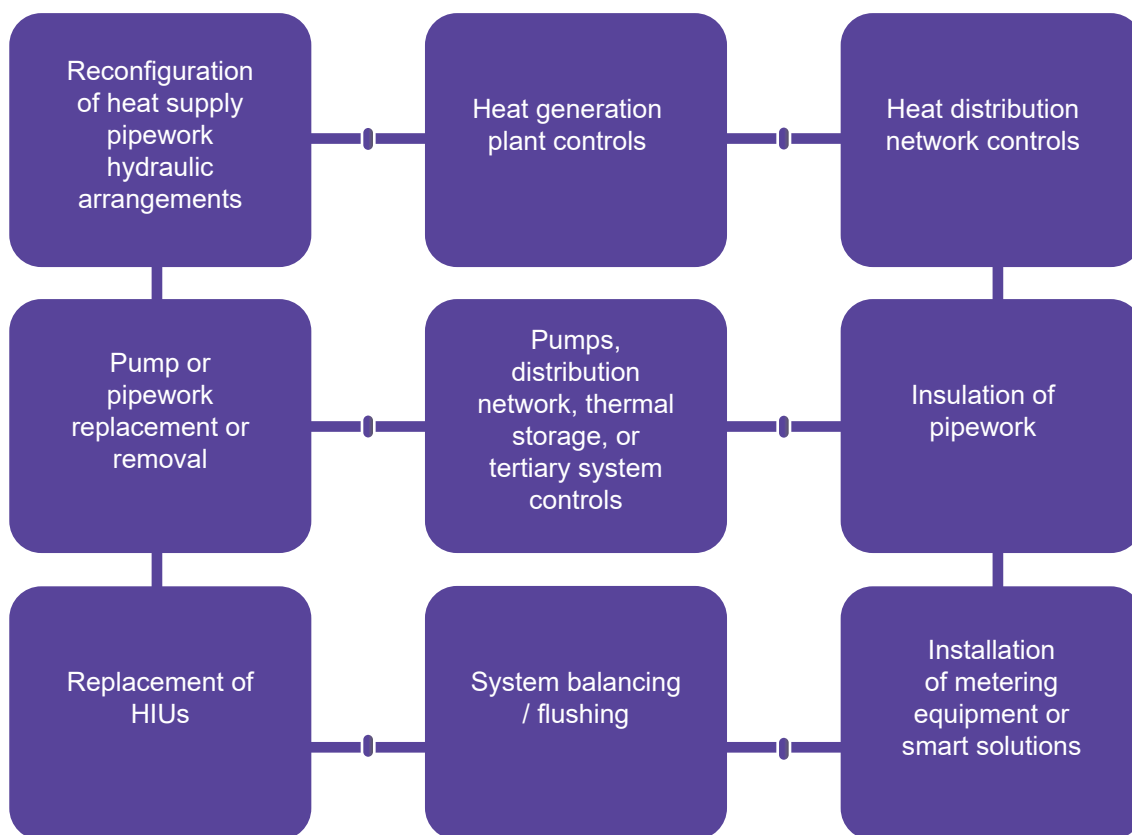 Reconfiguration
of heat supply
pipework
hydraulic
arrangements
Heat generation
plant controls
Heat distribution
network controls
Pump or
pipework
replacement or
removal
Pumps,
distribution
network, thermal
storage, or
tertiary system
controls
Insulation of
pipework
Replacement of
HIUs
System balancing
/ flushing
Installation
of metering
equipment or
smart solutions